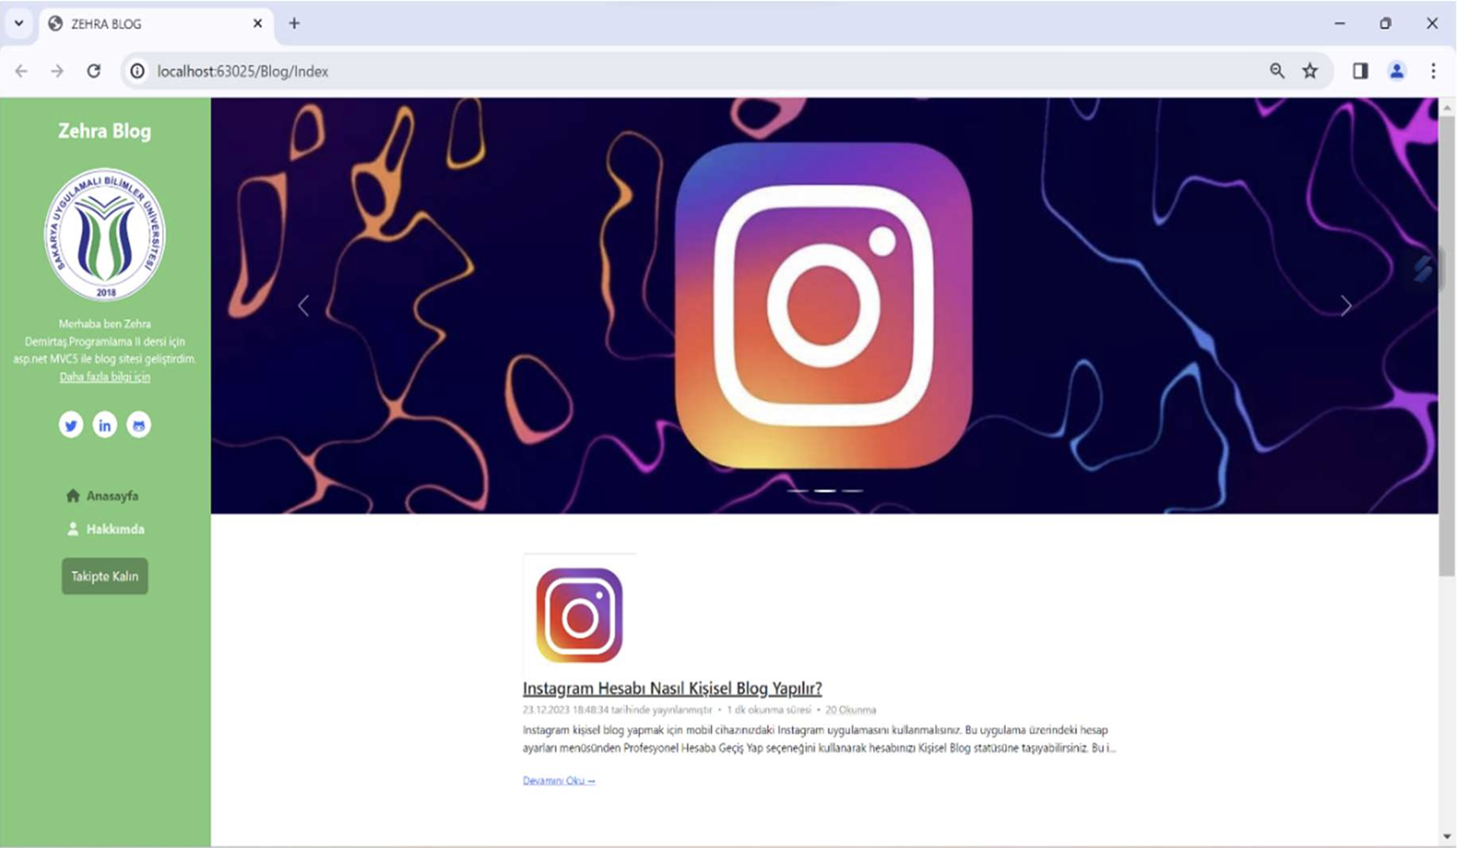 ZEHRA BLOG
localhost:63025/Blog/Index
Zehra Blog
SAKARYA UYGULAMALI BİLİMLER ÜNİVERSİTESİ
2018
Merhaba ben Zehra
Demirtaş.Programlama II dersi için
asp.net MVC5 ile blog sitesi geliştirdim.
Daha fazla bilgi için
in
Anasayfa
Hakkımda
Takipte Kalın
Instagram Hesabı Nasıl Kişisel Blog Yapılır?
23.12.2023 18:48:34 tarihinde yayınlanmıştır • 1 dk okunma süresi • 20 Okunma
Instagram kişisel blog yapmak için mobil cihazınızdaki Instagram uygulamasını kullanmalısınız. Bu uygulama üzerindeki hesap
ayarları menüsünden Profesyonel Hesaba Geçiş Yap seçeneğini kullanarak hesabınızı Kişisel Blog statüsüne taşıyabilirsiniz. Bu i...
Devamını Oku →